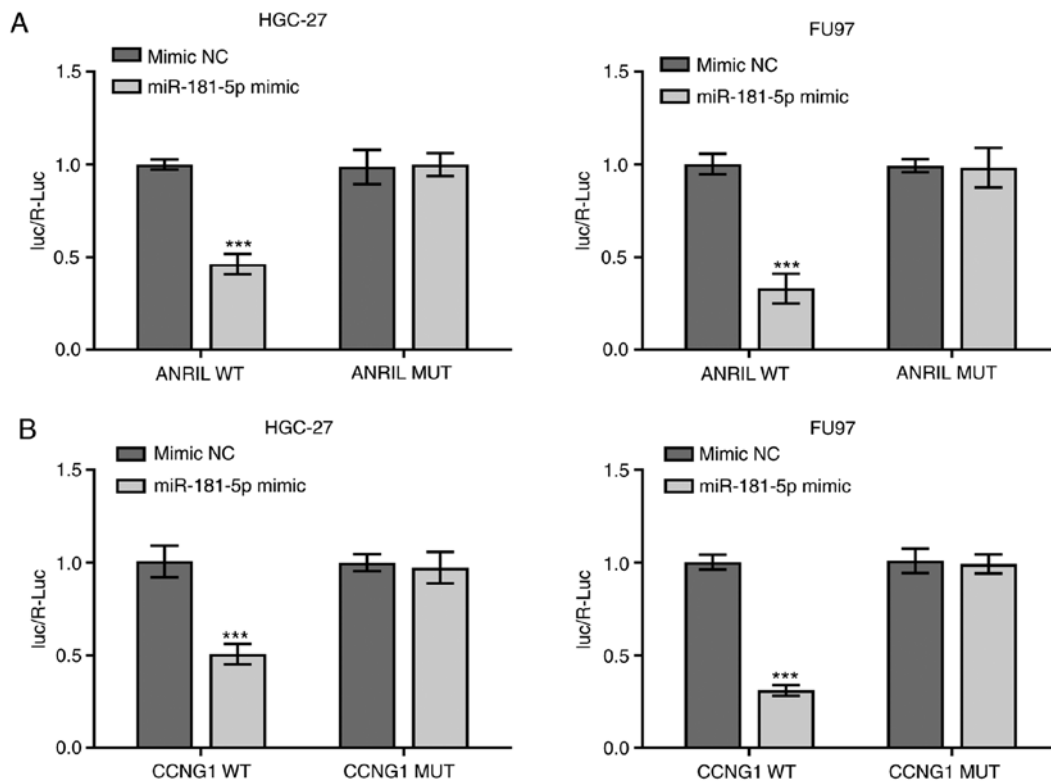 A
HGC-27
Mimic NC
miR-181-5p mimic
luc/R-Luc
1.5
1.0
0.5
0.0
***
ANRIL WT
ANRIL MUT
FU97
Mimic NC
miR-181-5p mimic
luc/R-Luc
1.5
1.0
0.5
0.0
***
ANRIL WT
ANRIL MUT
B
HGC-27
Mimic NC
miR-181-5p mimic
luc/R-Luc
1.5
1.0
0.5
0.0
***
CCNG1 WT
CCNG1 MUT
FU97
Mimic NC
miR-181-5p mimic
luc/R-Luc
1.5
1.0
0.5
0.0
***
CCNG1 WT
CCNG1 MUT